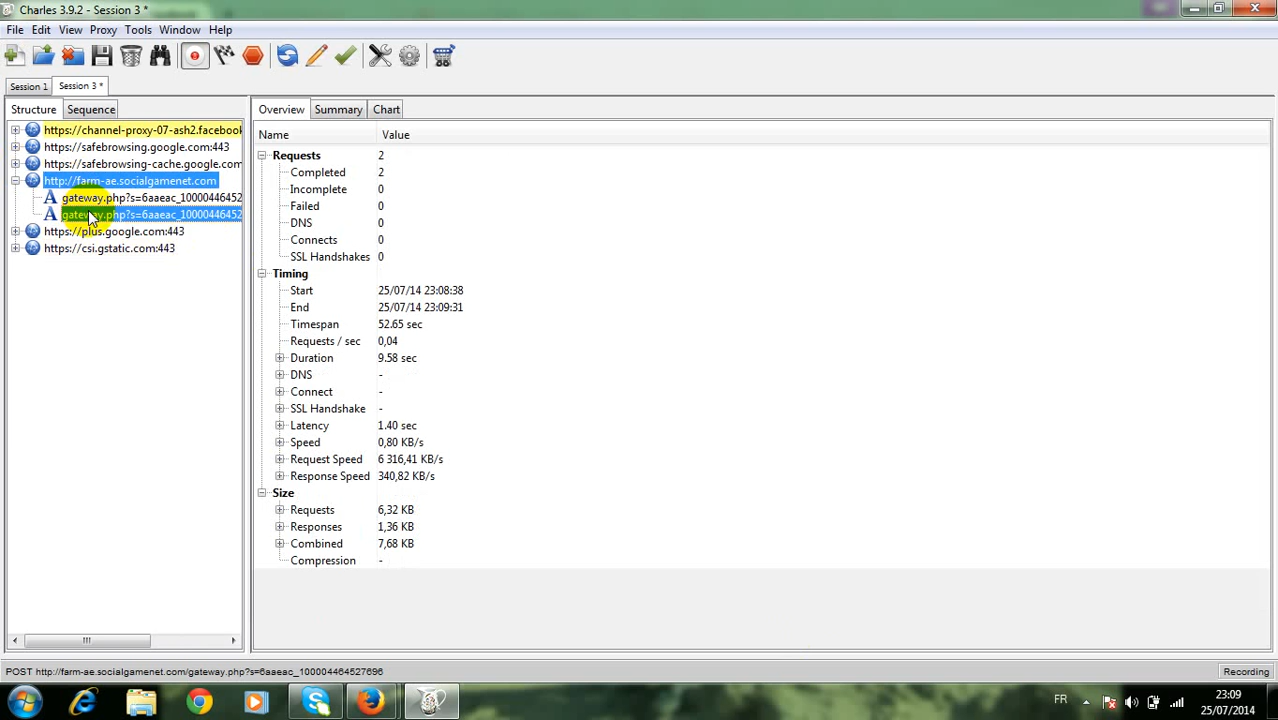 Charles 3.9.2 - Session 3 *
File Edit View Proxy Tools Window Help
Session 1 Session 3 *
Structure Sequence
Overview Summary Chart
https://channel-proxy-07-ash2.facebook
https://safebrowsing.google.com:443
https://safebrowsing-cache.google.com
http://farm-ae.socialgamenet.com
gateway.php?s=6aaeac_10000446452
gateway.php?s=6aaeac_10000446452
https://plus.google.com:443
https://csi.gstatic.com:443
Name Value
Requests 2
Completed 2
Incomplete 0
Failed 0
DNS 0
Connects 0
SSL Handshakes 0
Timing
Start 25/07/14 23:08:38
End 25/07/14 23:09:31
Timespan 52.65 sec
Requests / sec 0,04
Duration 9.58 sec
DNS -
Connect -
SSL Handshake -
Latency 1.40 sec
Speed 0,80 KB/s
Request Speed 6 316,41 KB/s
Response Speed 340,82 KB/s
Size
Requests 6,32 KB
Responses 1,36 KB
Combined 7,68 KB
Compression -
POST http://farm-ae.socialgamenet.com/gateway.php?s=6aaeac_100004464527696
Recording
FR
23:09
25/07/2014